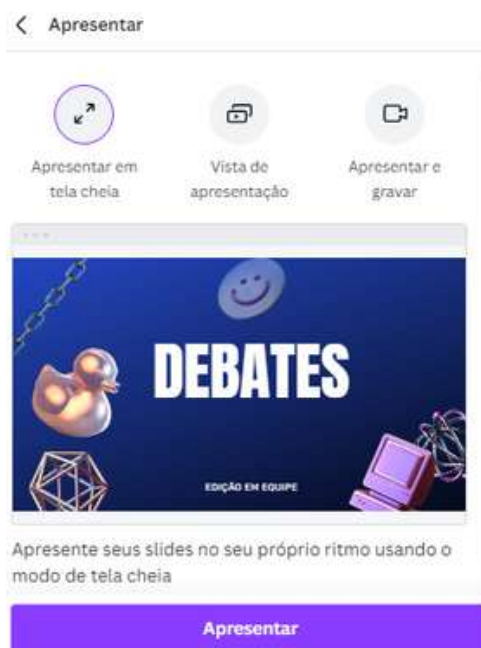 Apresentar
Apresentar em
tela cheia
Vista de
apresentação
Apresentar e
gravar
DEBATES
EDIÇÃO EM EQUIPE
Apresente seus slides no seu próprio ritmo usando o
modo de tela cheia
Apresentar